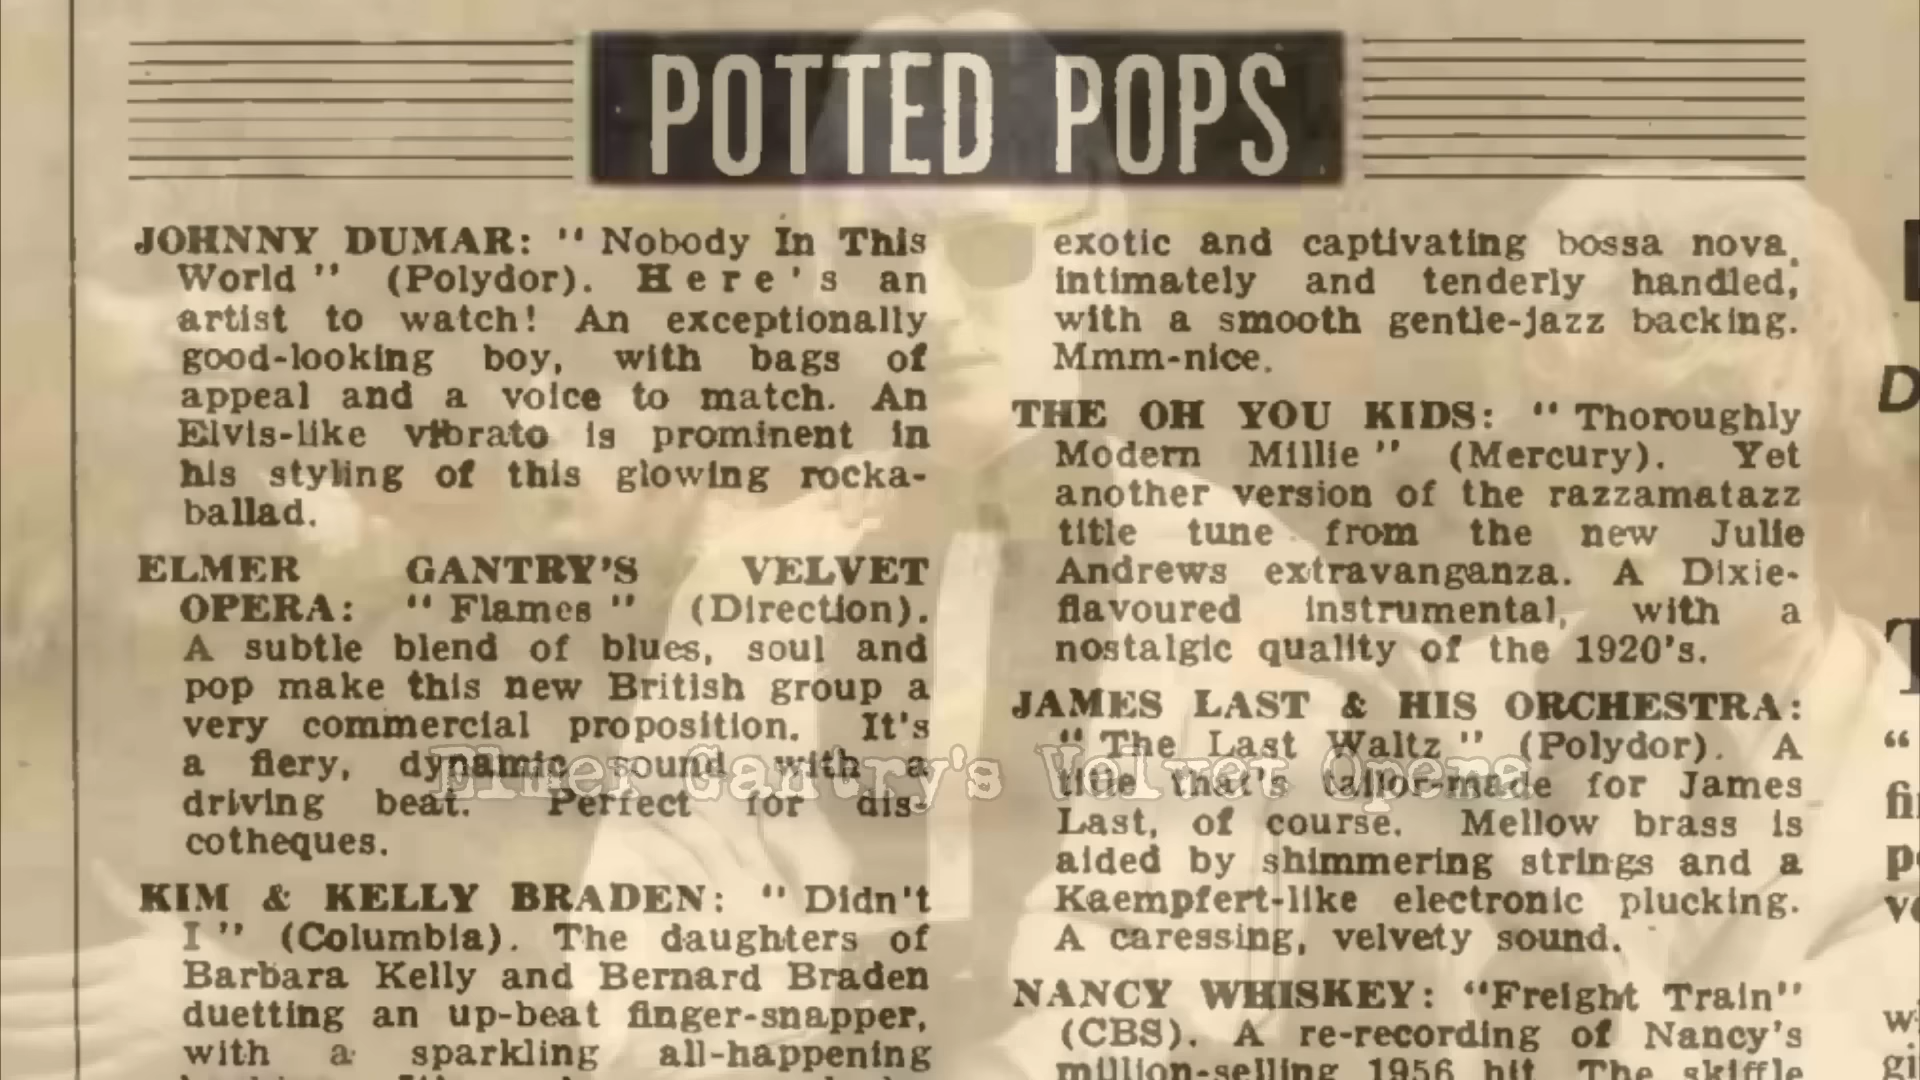 POTTED POPS
JOHNNY DUMAR: " Nobody In This
World " (Polydor). Here's an
artist to watch! An exceptionally
good-looking boy, with bags of
appeal and a voice to match. An
Elvis-like vibrato is prominent in
his styling of this glowing rocka-
ballad.
ELMER GANTRY'S VELVET
OPERA: " Flames " (Direction).
A subtle blend of blues, soul and
pop make this new British group a
very commercial proposition. It's
a fiery, dynamic sound with a
driving beat. Perfect for dis-
cotheques.
KIM & KELLY BRADEN: " Didn't
I " (Columbia). The daughters of
Barbara Kelly and Bernard Braden
duetting an up-beat finger-snapper,
with a sparkling all-happening
exotic and captivating bossa nova,
intimately and tenderly handled,
with a smooth gentle-jazz backing.
Mmm-nice.
THE OH YOU KIDS: " Thoroughly
Modern Millie " (Mercury). Yet
another version of the razzamatazz
title tune from the new Julie
Andrews extravanganza. A Dixie-
flavoured instrumental, with a
nostalgic quality of the 1920's.
JAMES LAST & HIS ORCHESTRA:
" The Last Waltz " (Polydor). A
title that's tailor-made for James
Last, of course. Mellow brass is
aided by shimmering strings and a
Kaempfert-like electronic plucking.
A caressing, velvety sound.
NANCY WHISKEY: "Freight Train"
(CBS). A re-recording of Nancy's
million-selling 1956 hit. The skiffle
Elmer Gantry's Velvet Opera